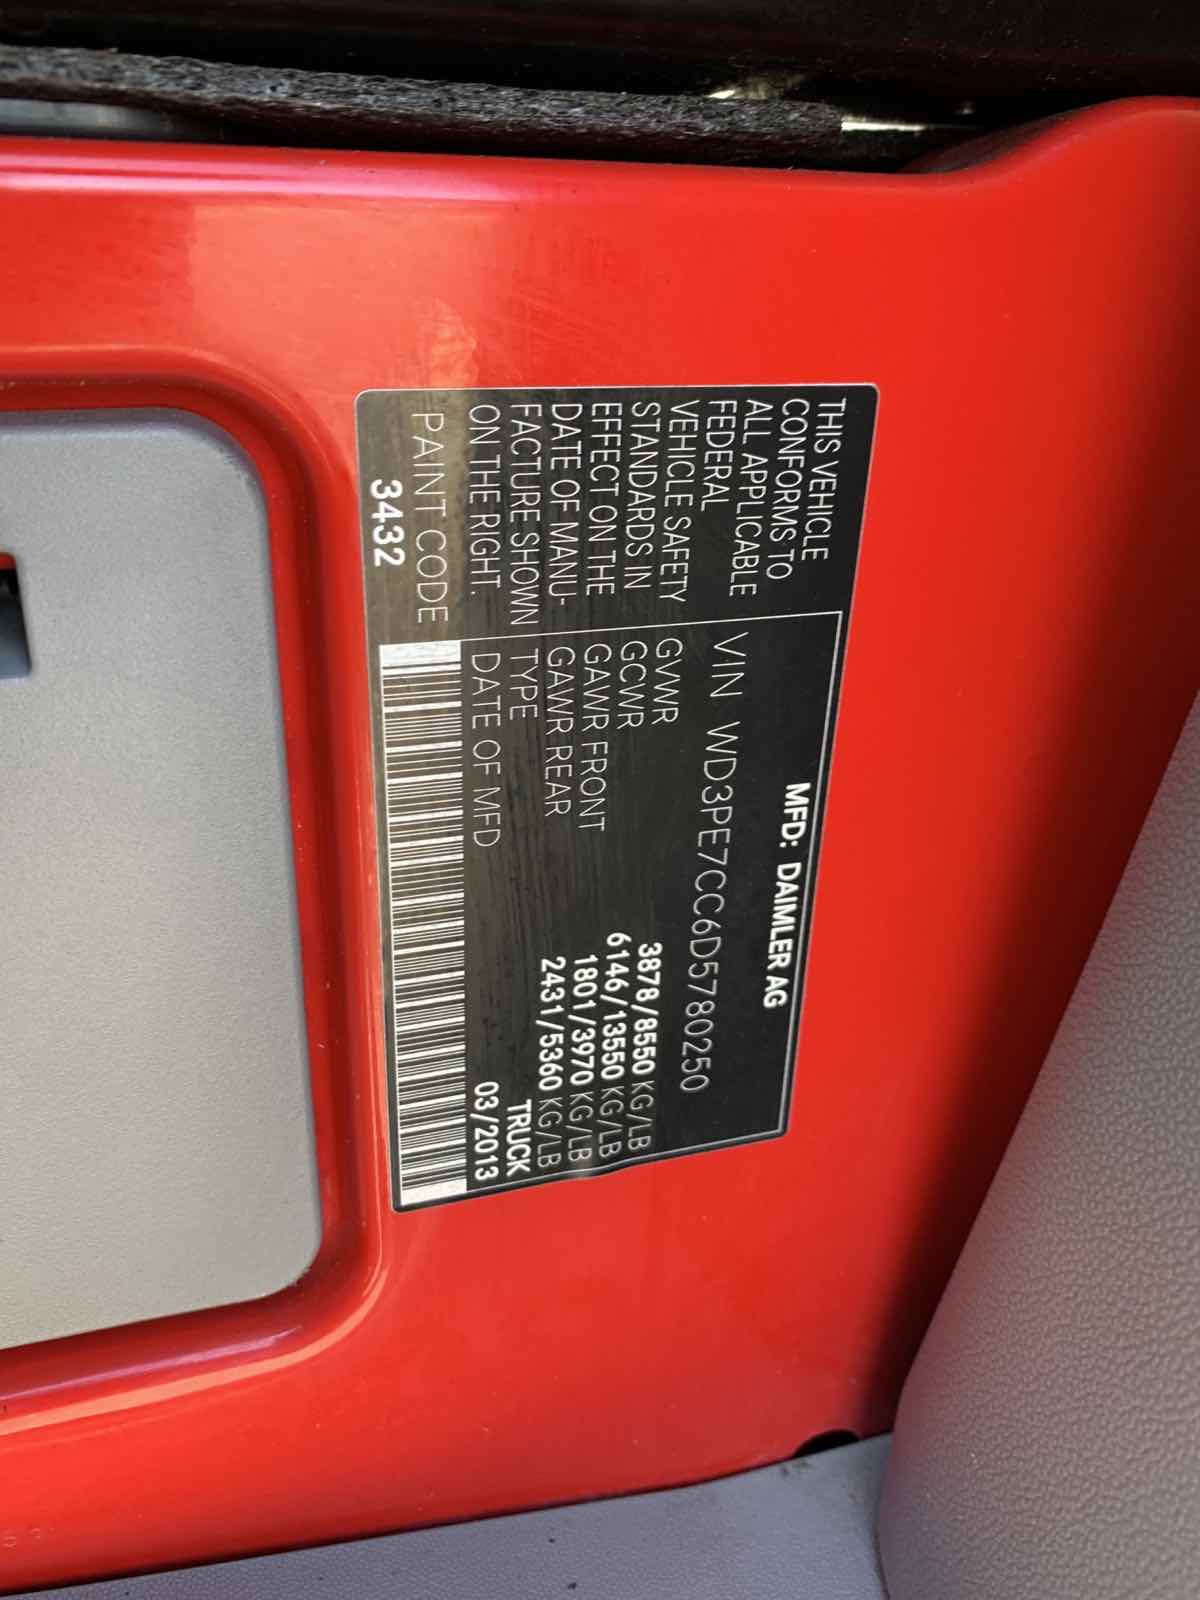 MFD: DAIMLER AG
THIS VEHICLE
CONFORMS TO
ALL APPLICABLE
FEDERAL
VEHICLE SAFETY
STANDARDS IN
EFFECT ON THE
DATE OF MANU-
FACTURE SHOWN
ON THE RIGHT.
PAINT CODE
3432
VIN WD3PE7CC6D5780250
GVWR 3878/8550 KG/LB
GCWR 6146/13550 KG/LB
GAWR FRONT 1801/3970 KG/LB
GAWR REAR 2431/5360 KG/LB
TYPE TRUCK
DATE OF MFD 03/2013